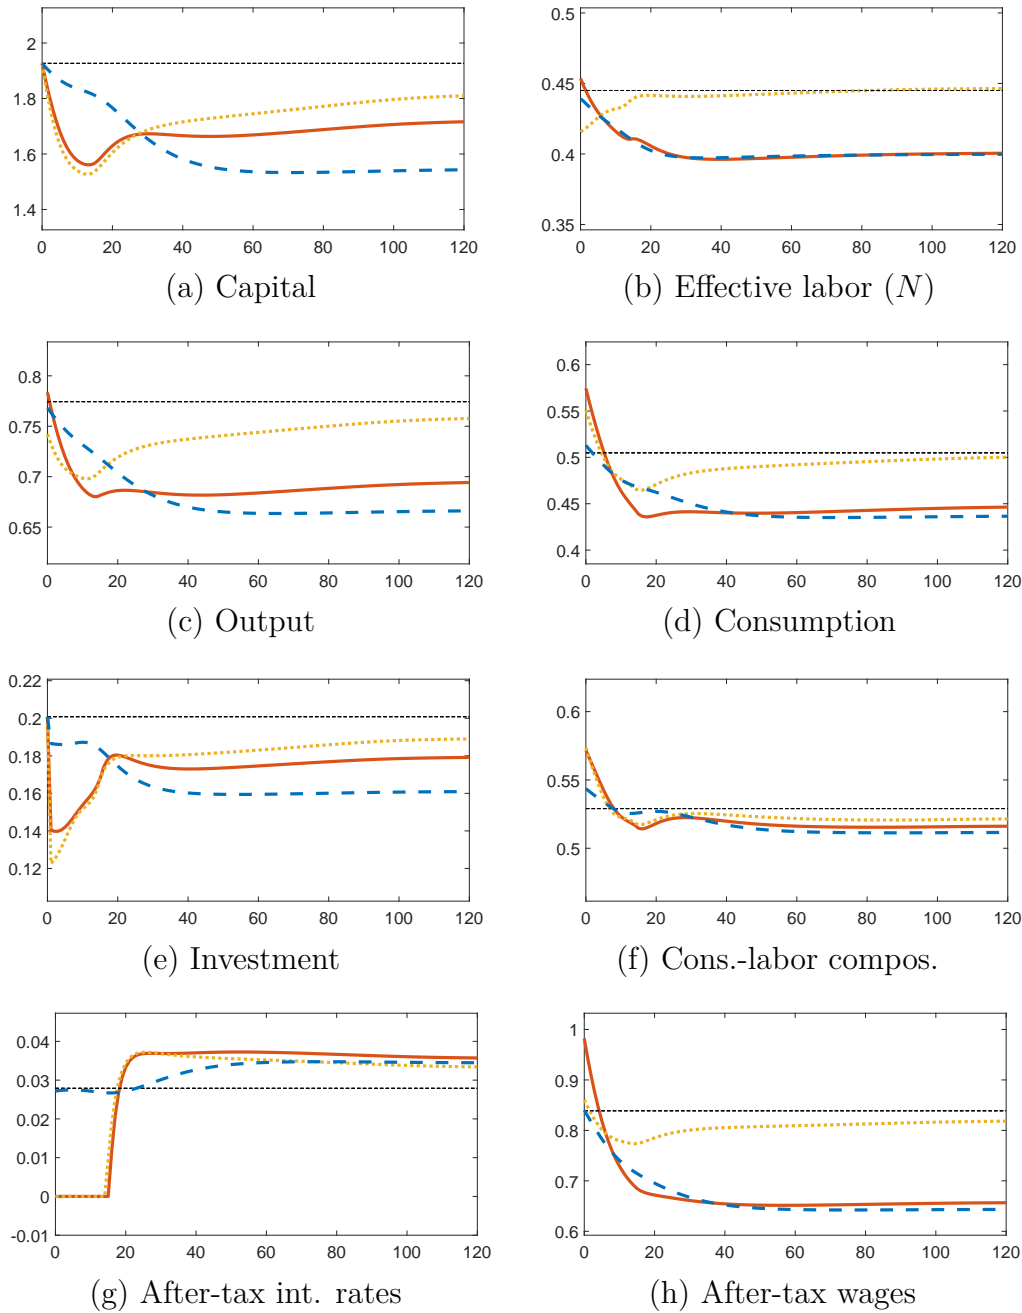 2
1.8
1.6
1.4
0 20 40 60 80 100 120
(a) Capital
0.5
0.45
0.4
0.35
0 20 40 60 80 100 120
(b) Effective labor (N)
0.8
0.75
0.7
0.65
0 20 40 60 80 100 120
(c) Output
0.6
0.55
0.5
0.45
0.4
0 20 40 60 80 100 120
(d) Consumption
0.22
0.2
0.18
0.16
0.14
0.12
0 20 40 60 80 100 120
(e) Investment
0.6
0.55
0.5
0 20 40 60 80 100 120
(f) Cons.-labor compos.
0.04
0.03
0.02
0.01
0
-0.01
0 20 40 60 80 100 120
(g) After-tax int. rates
1
0.9
0.8
0.7
0.6
0 20 40 60 80 100 120
(h) After-tax wages